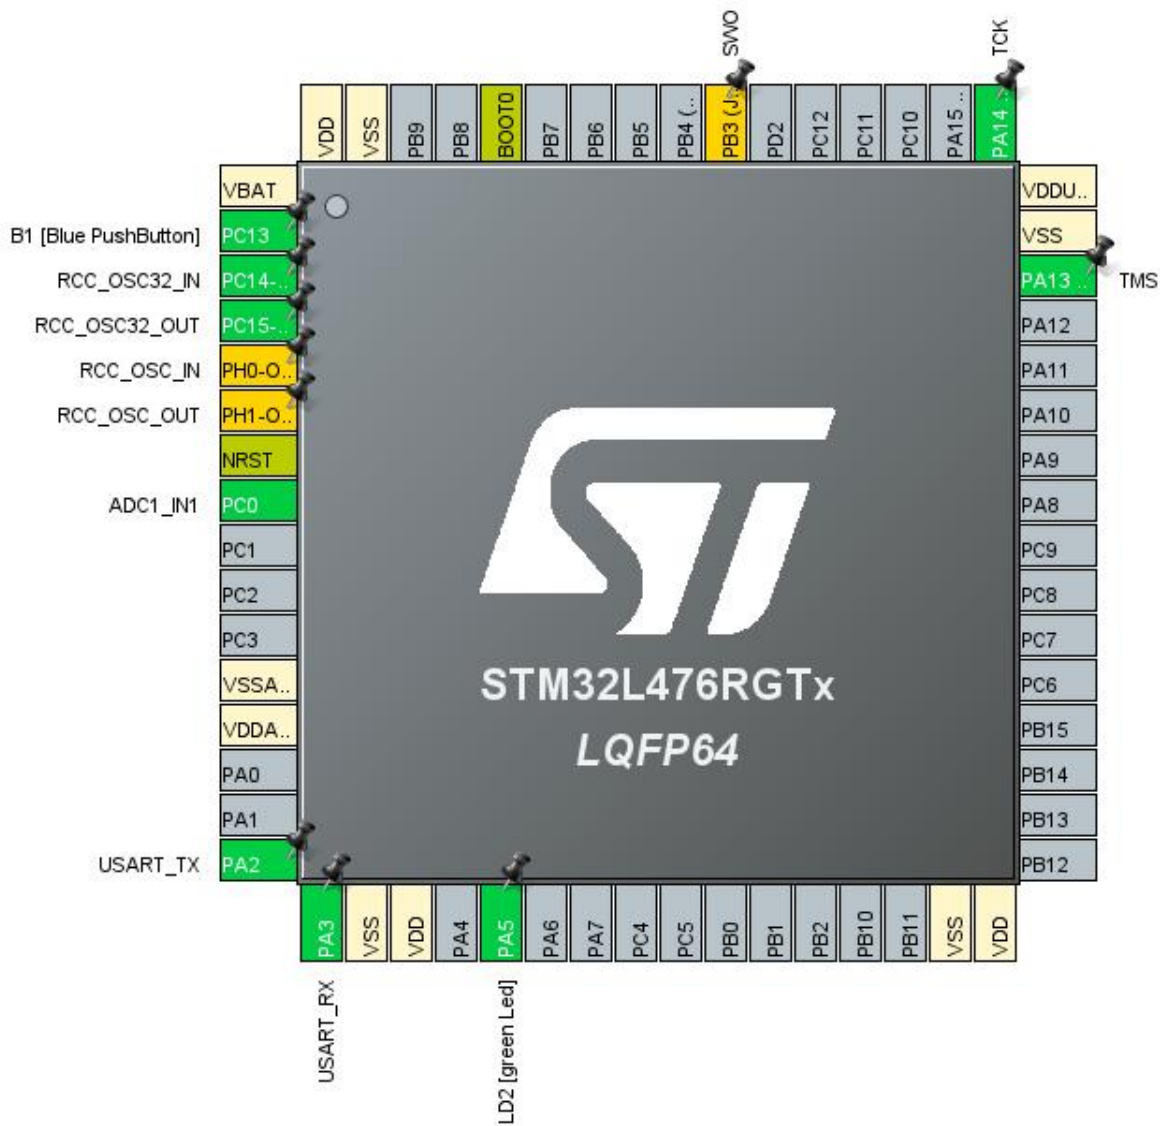 SWO
TCK
VDD
VSS
PB9
PB8
BOOT0
PB7
PB6
PB5
PB4 (..
PB3 (J..
PD2
PC12
PC11
PC10
PA15 ..
PA14 ..
VBAT
B1 [Blue PushButton] PC13
RCC_OSC32_IN PC14-..
RCC_OSC32_OUT PC15-..
RCC_OSC_IN PH0-O..
RCC_OSC_OUT PH1-O..
NRST
ADC1_IN1 PC0
PC1
PC2
PC3
VSSA..
VDDA..
PA0
PA1
USART_TX PA2
VDDU..
VSS
PA13 .. TMS
PA12
PA11
PA10
PA9
PA8
PC9
PC8
PC7
PC6
PB15
PB14
PB13
PB12
STM32L476RGTx
LQFP64
PA3
VSS
VDD
PA4
PA5
PA6
PA7
PC4
PC5
PB0
PB1
PB2
PB10
PB11
VSS
VDD
USART_RX
LD2 [green Led]